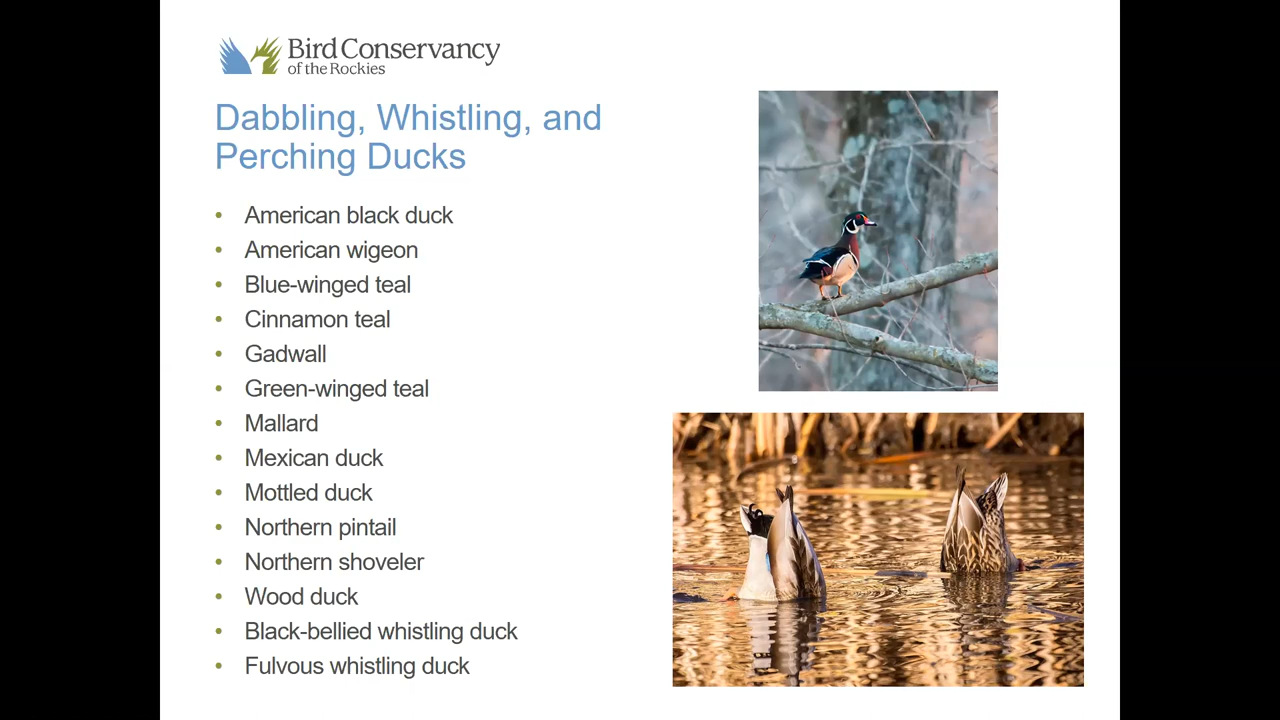 Bird Conservancy
of the Rockies
Dabbling, Whistling, and
Perching Ducks
• American black duck
• American wigeon
• Blue-winged teal
• Cinnamon teal
• Gadwall
• Green-winged teal
• Mallard
• Mexican duck
• Mottled duck
• Northern pintail
• Northern shoveler
• Wood duck
• Black-bellied whistling duck
• Fulvous whistling duck